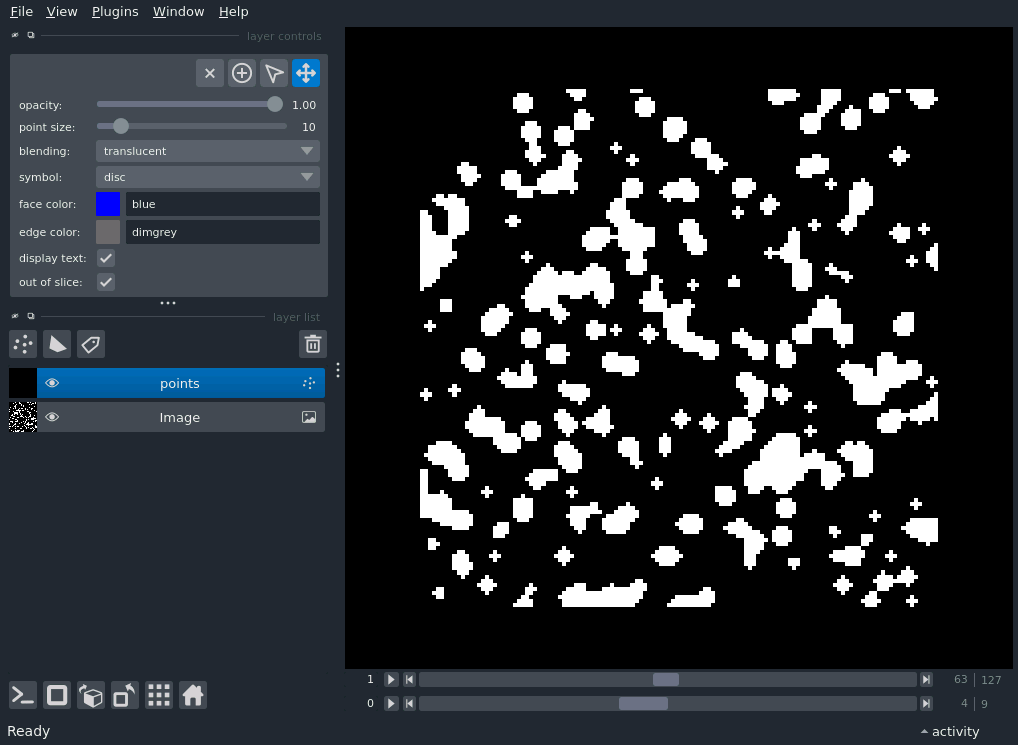 File View Plugins Window Help
layer controls
opacity: 1.00
point size: 10
blending: translucent
symbol: disc
face color: blue
edge color: dimgrey
display text:
out of slice:
layer list
points
Image
1 63 127
0 4 9
Ready activity